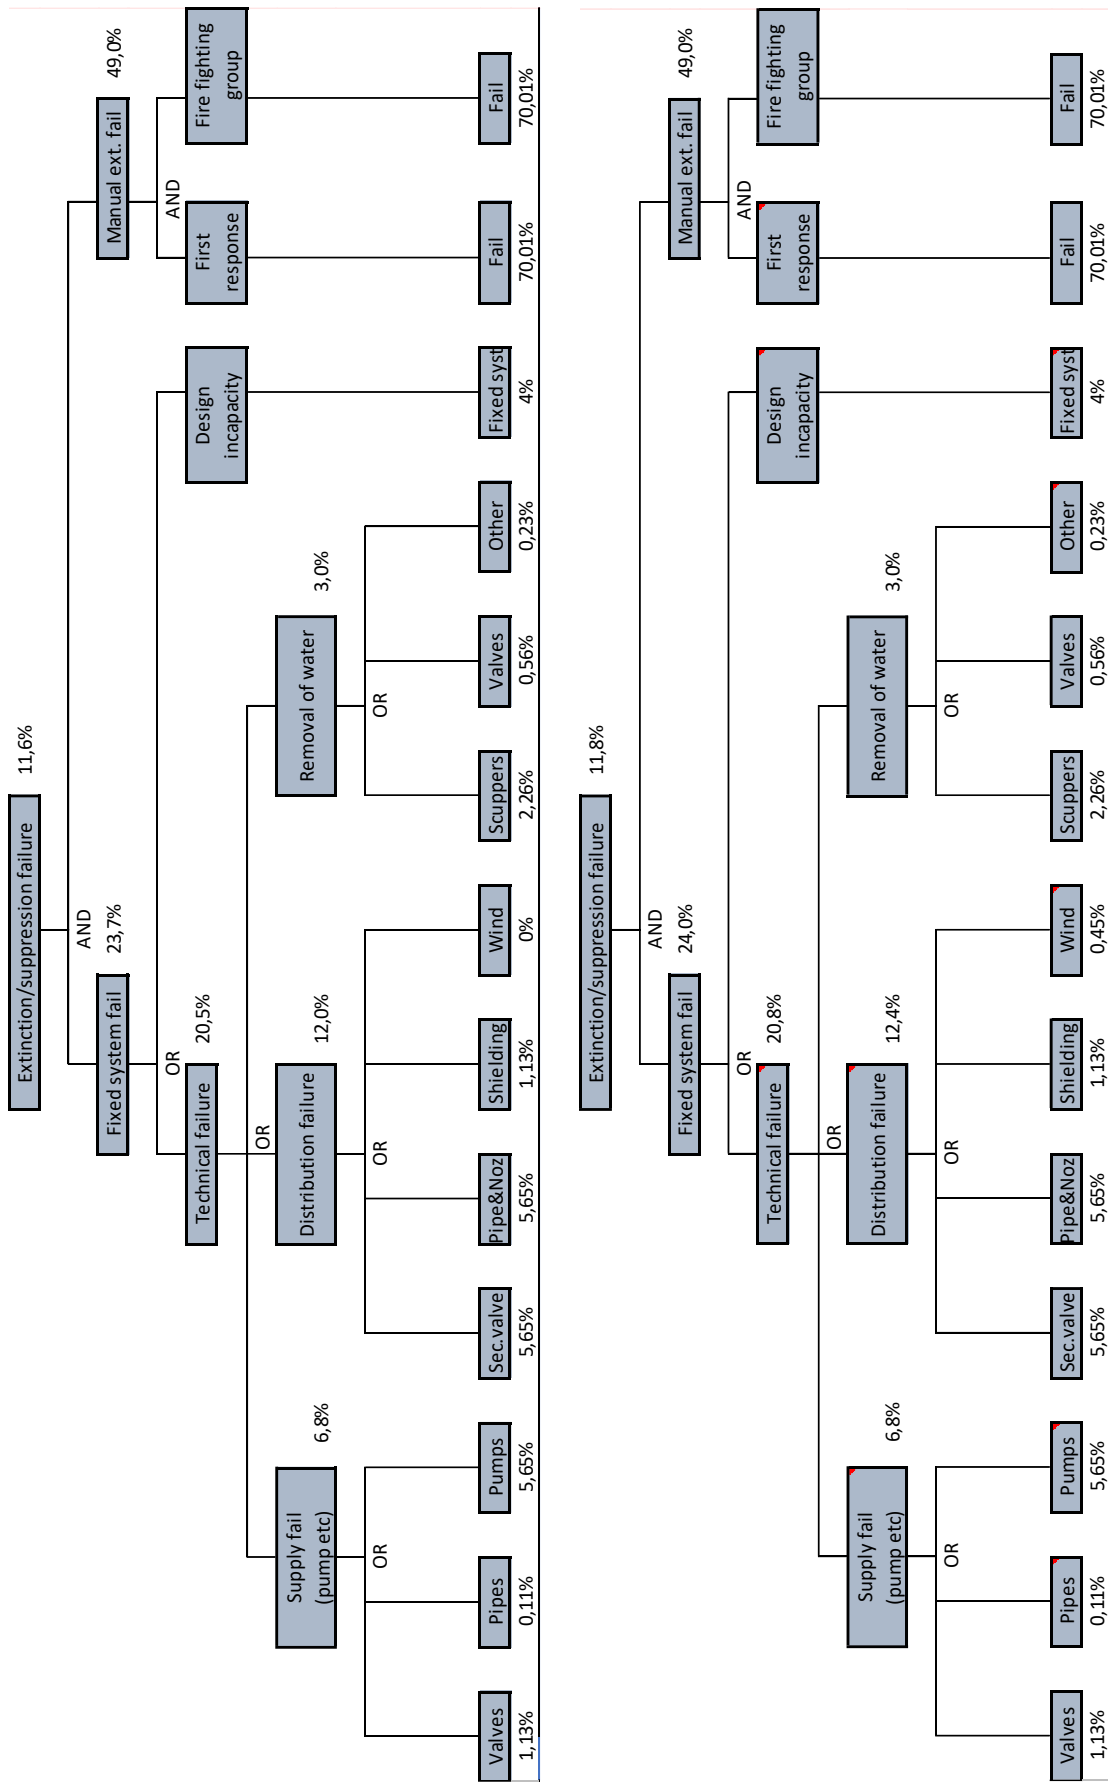 Extinction/suppression failure
11,6%
AND
Fixed system fail
23,7%
Manual ext. fail
49,0%
OR
AND
Technical failure
20,5%
Design
incapacity
First
response
Fire fighting
group
OR
Supply fail
(pump etc)
6,8%
Distribution failure
12,0%
Removal of water
3,0%
OR
OR
OR
Valves
Pipes
Pumps
Sec.valve
Pipe&Noz
Shielding
Wind
Scuppers
Valves
Other
Fixed syst
Fail
Fail
1,13%
0,11%
5,65%
5,65%
5,65%
1,13%
0%
2,26%
0,56%
0,23%
4%
70,01%
70,01%
Extinction/suppression failure
11,8%
AND
Fixed system fail
24,0%
Manual ext. fail
49,0%
OR
AND
Technical failure
20,8%
Design
incapacity
First
response
Fire fighting
group
OR
Supply fail
(pump etc)
6,8%
Distribution failure
12,4%
Removal of water
3,0%
OR
OR
OR
Valves
Pipes
Pumps
Sec.valve
Pipe&Noz
Shielding
Wind
Scuppers
Valves
Other
Fixed syst
Fail
Fail
1,13%
0,11%
5,65%
5,65%
5,65%
1,13%
0,45%
2,26%
0,56%
0,23%
4%
70,01%
70,01%